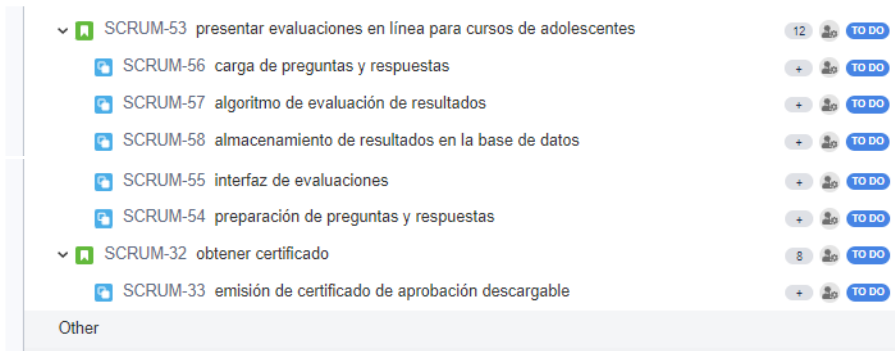 SCRUM-53 presentar evaluaciones en línea para cursos de adolescentes 12 TO DO
SCRUM-56 carga de preguntas y respuestas + TO DO
SCRUM-57 algoritmo de evaluación de resultados + TO DO
SCRUM-58 almacenamiento de resultados en la base de datos + TO DO
SCRUM-55 interfaz de evaluaciones + TO DO
SCRUM-54 preparación de preguntas y respuestas + TO DO
SCRUM-32 obtener certificado 8 TO DO
SCRUM-33 emisión de certificado de aprobación descargable + TO DO
Other